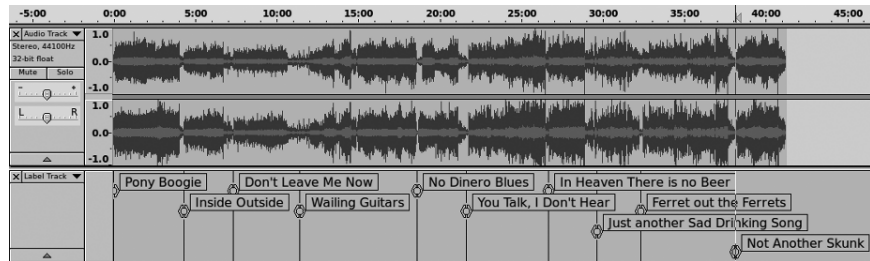 -5:00 0:00 5:00 10:00 15:00 20:00 25:00 30:00 35:00 40:00 45:00
X Audio Track
Stereo, 44100Hz
32-bit float
Mute Solo
- +
L R
1.0
0.0
-1.0
1.0
0.0
-1.0
X Label Track
Pony Boogie Don't Leave Me Now No Dinero Blues In Heaven There is no Beer
Inside Outside Wailing Guitars You Talk, I Don't Hear Ferret out the Ferrets
Just another Sad Drinking Song
Not Another Skunk